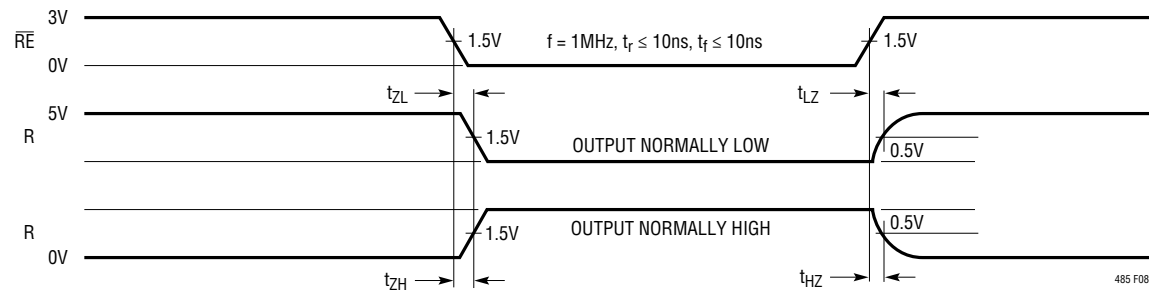 3V
RE
1.5V
f = 1MHz, tr ≤ 10ns, tf ≤ 10ns
1.5V
0V
tZL
tLZ
5V
R
1.5V
OUTPUT NORMALLY LOW
0.5V
R
1.5V
OUTPUT NORMALLY HIGH
0.5V
0V
tZH
tHZ
485 F08